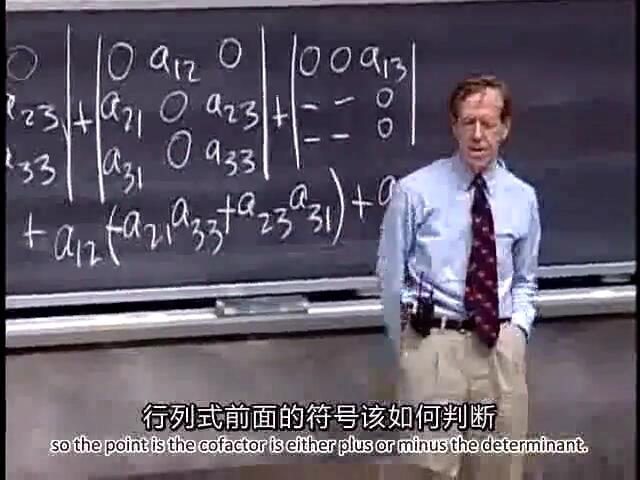 0 | 0 a12 0 | 0 0 a13
a23 + a21 0 a23 + - - 0
a33 | a31 0 a33 | - - 0
+ a12(+a21a33+a23a31) + a
行列式前面的符号该如何判断
so the point is the cofactor is either plus or minus the determinant.